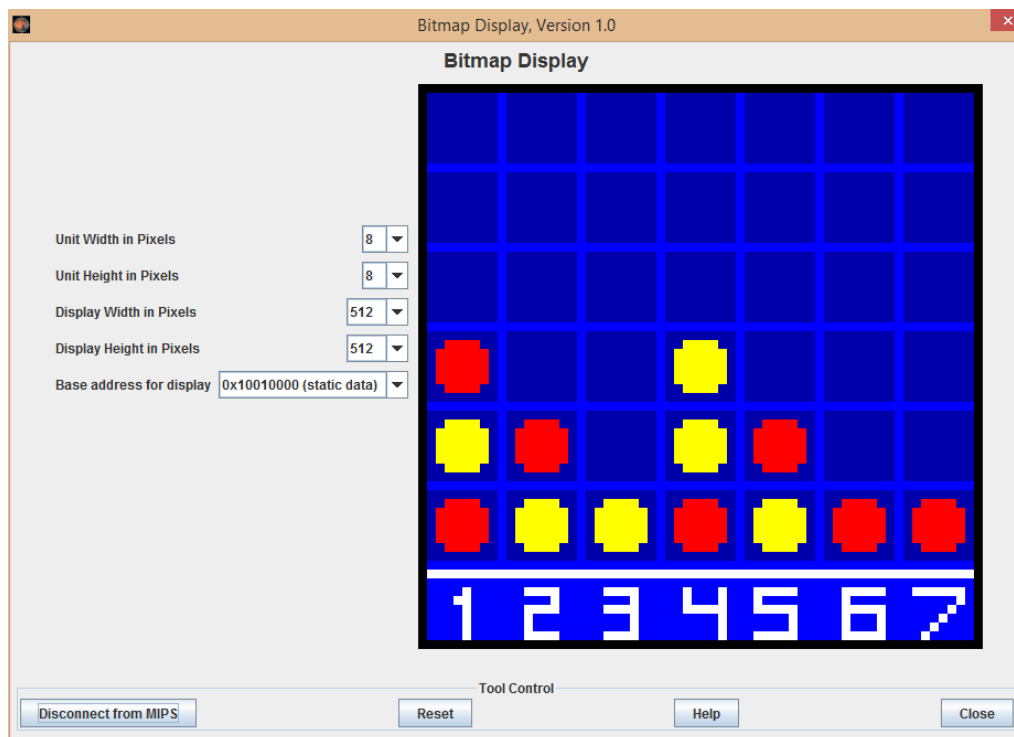 Bitmap Display, Version 1.0
Bitmap Display
Unit Width in Pixels 8
Unit Height in Pixels 8
Display Width in Pixels 512
Display Height in Pixels 512
Base address for display 0x10010000 (static data)
1 2 3 4 5 6 7
Tool Control
Disconnect from MIPS Reset Help Close